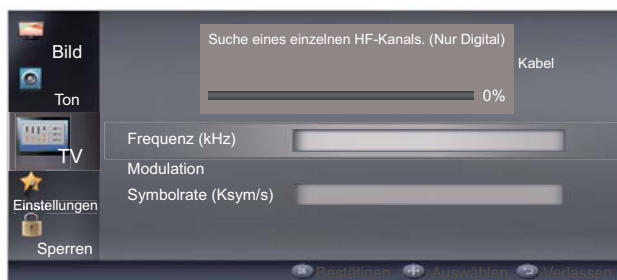 Bild
Ton
TV
Einstellungen
Sperren
Suche eines einzelnen HF-Kanals. (Nur Digital)
Kabel
0%
Frequenz (kHz)
Modulation
Symbolrate (Ksym/s)
OK Bestätigen Auswählen Verlassen